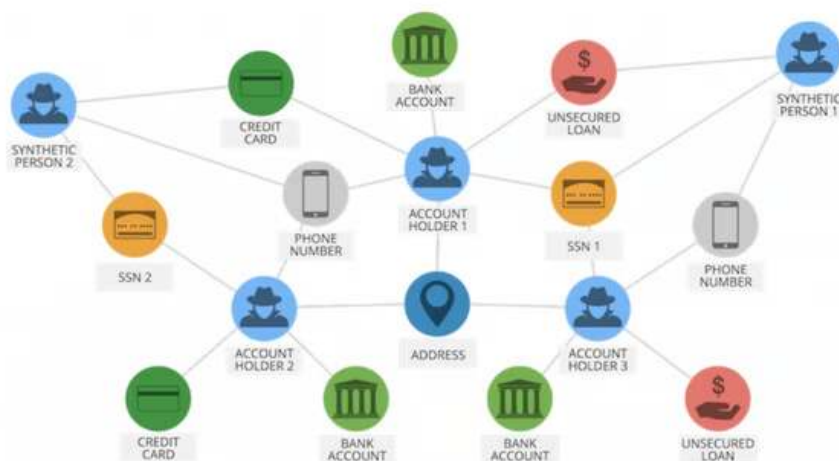 BANK
ACCOUNT
UNSECURED
LOAN
SYNTHETIC
PERSON 1
CREDIT
CARD
SYNTHETIC
PERSON 2
ACCOUNT
HOLDER 1
PHONE
NUMBER
SSN 1
PHONE
NUMBER
SSN 2
ACCOUNT
HOLDER 2
ADDRESS
ACCOUNT
HOLDER 3
CREDIT
CARD
BANK
ACCOUNT
BANK
ACCOUNT
UNSECURED
LOAN